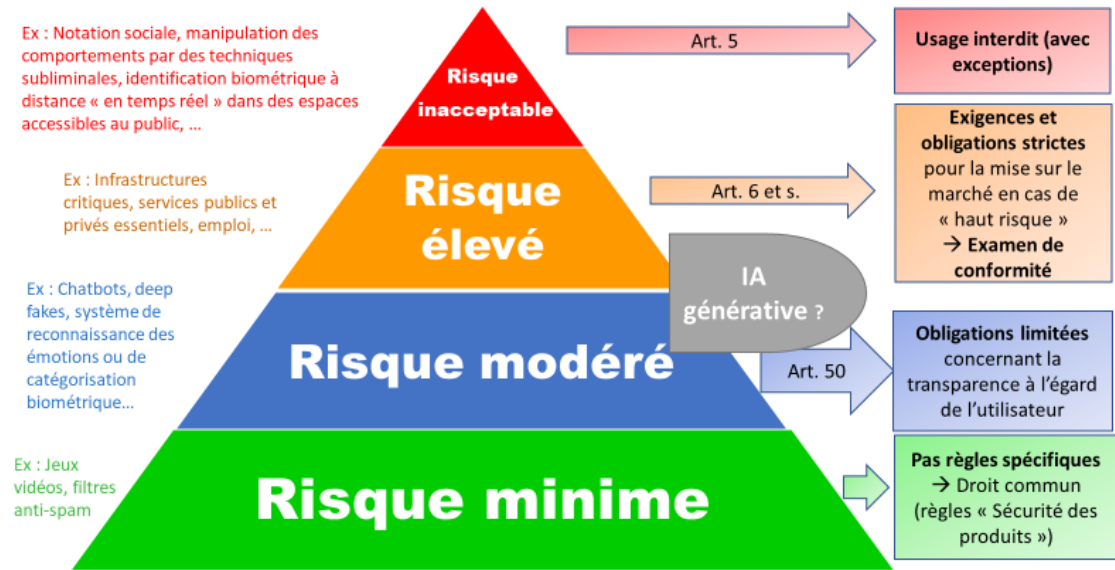 Ex : Notation sociale, manipulation des
comportements par des techniques
subliminales, identification biométrique à
distance « en temps réel » dans des espaces
accessibles au public, …
Risque
inacceptable
Art. 5
Usage interdit (avec
exceptions)
Ex : Infrastructures
critiques, services publics et
privés essentiels, emploi, …
Risque
élevé
Art. 6 et s.
Exigences et
obligations strictes
pour la mise sur le
marché en cas de
« haut risque »
→ Examen de
conformité
IA
générative ?
Ex : Chatbots, deep
fakes, système de
reconnaissance des
émotions ou de
catégorisation
biométrique…
Risque modéré
Art. 50
Obligations limitées
concernant la
transparence à l’égard
de l’utilisateur
Ex : Jeux
vidéos, filtres
anti-spam
Risque minime
Pas règles spécifiques
→ Droit commun
(règles « Sécurité des
produits »)